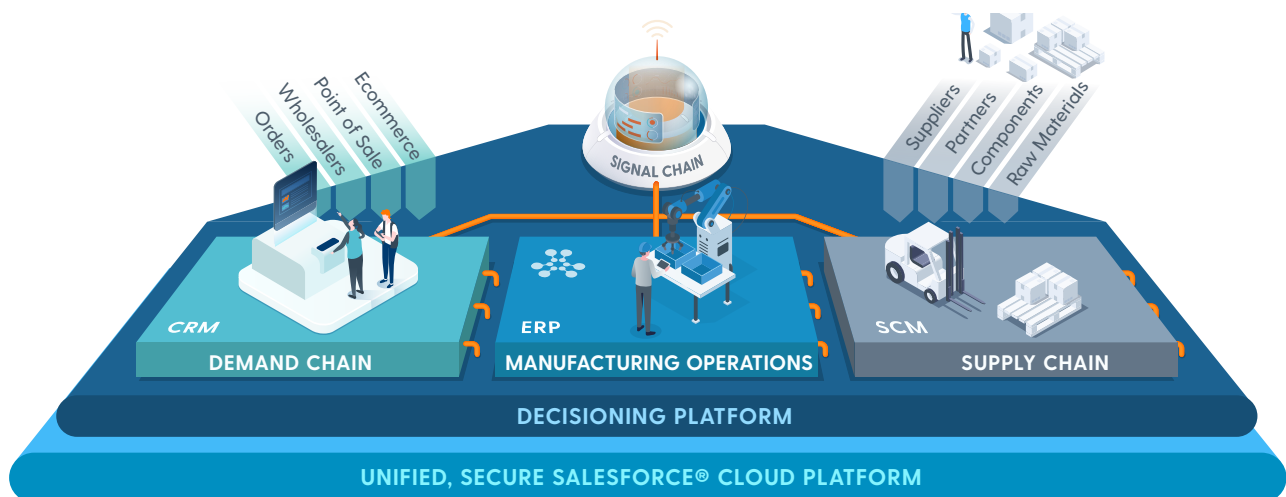 Orders
Wholesalers
Point of Sale
Ecommerce
SIGNAL CHAIN
Suppliers
Partners
Components
Raw Materials
CRM
ERP
SCM
DEMAND CHAIN
MANUFACTURING OPERATIONS
SUPPLY CHAIN
DECISIONING PLATFORM
UNIFIED, SECURE SALESFORCE® CLOUD PLATFORM